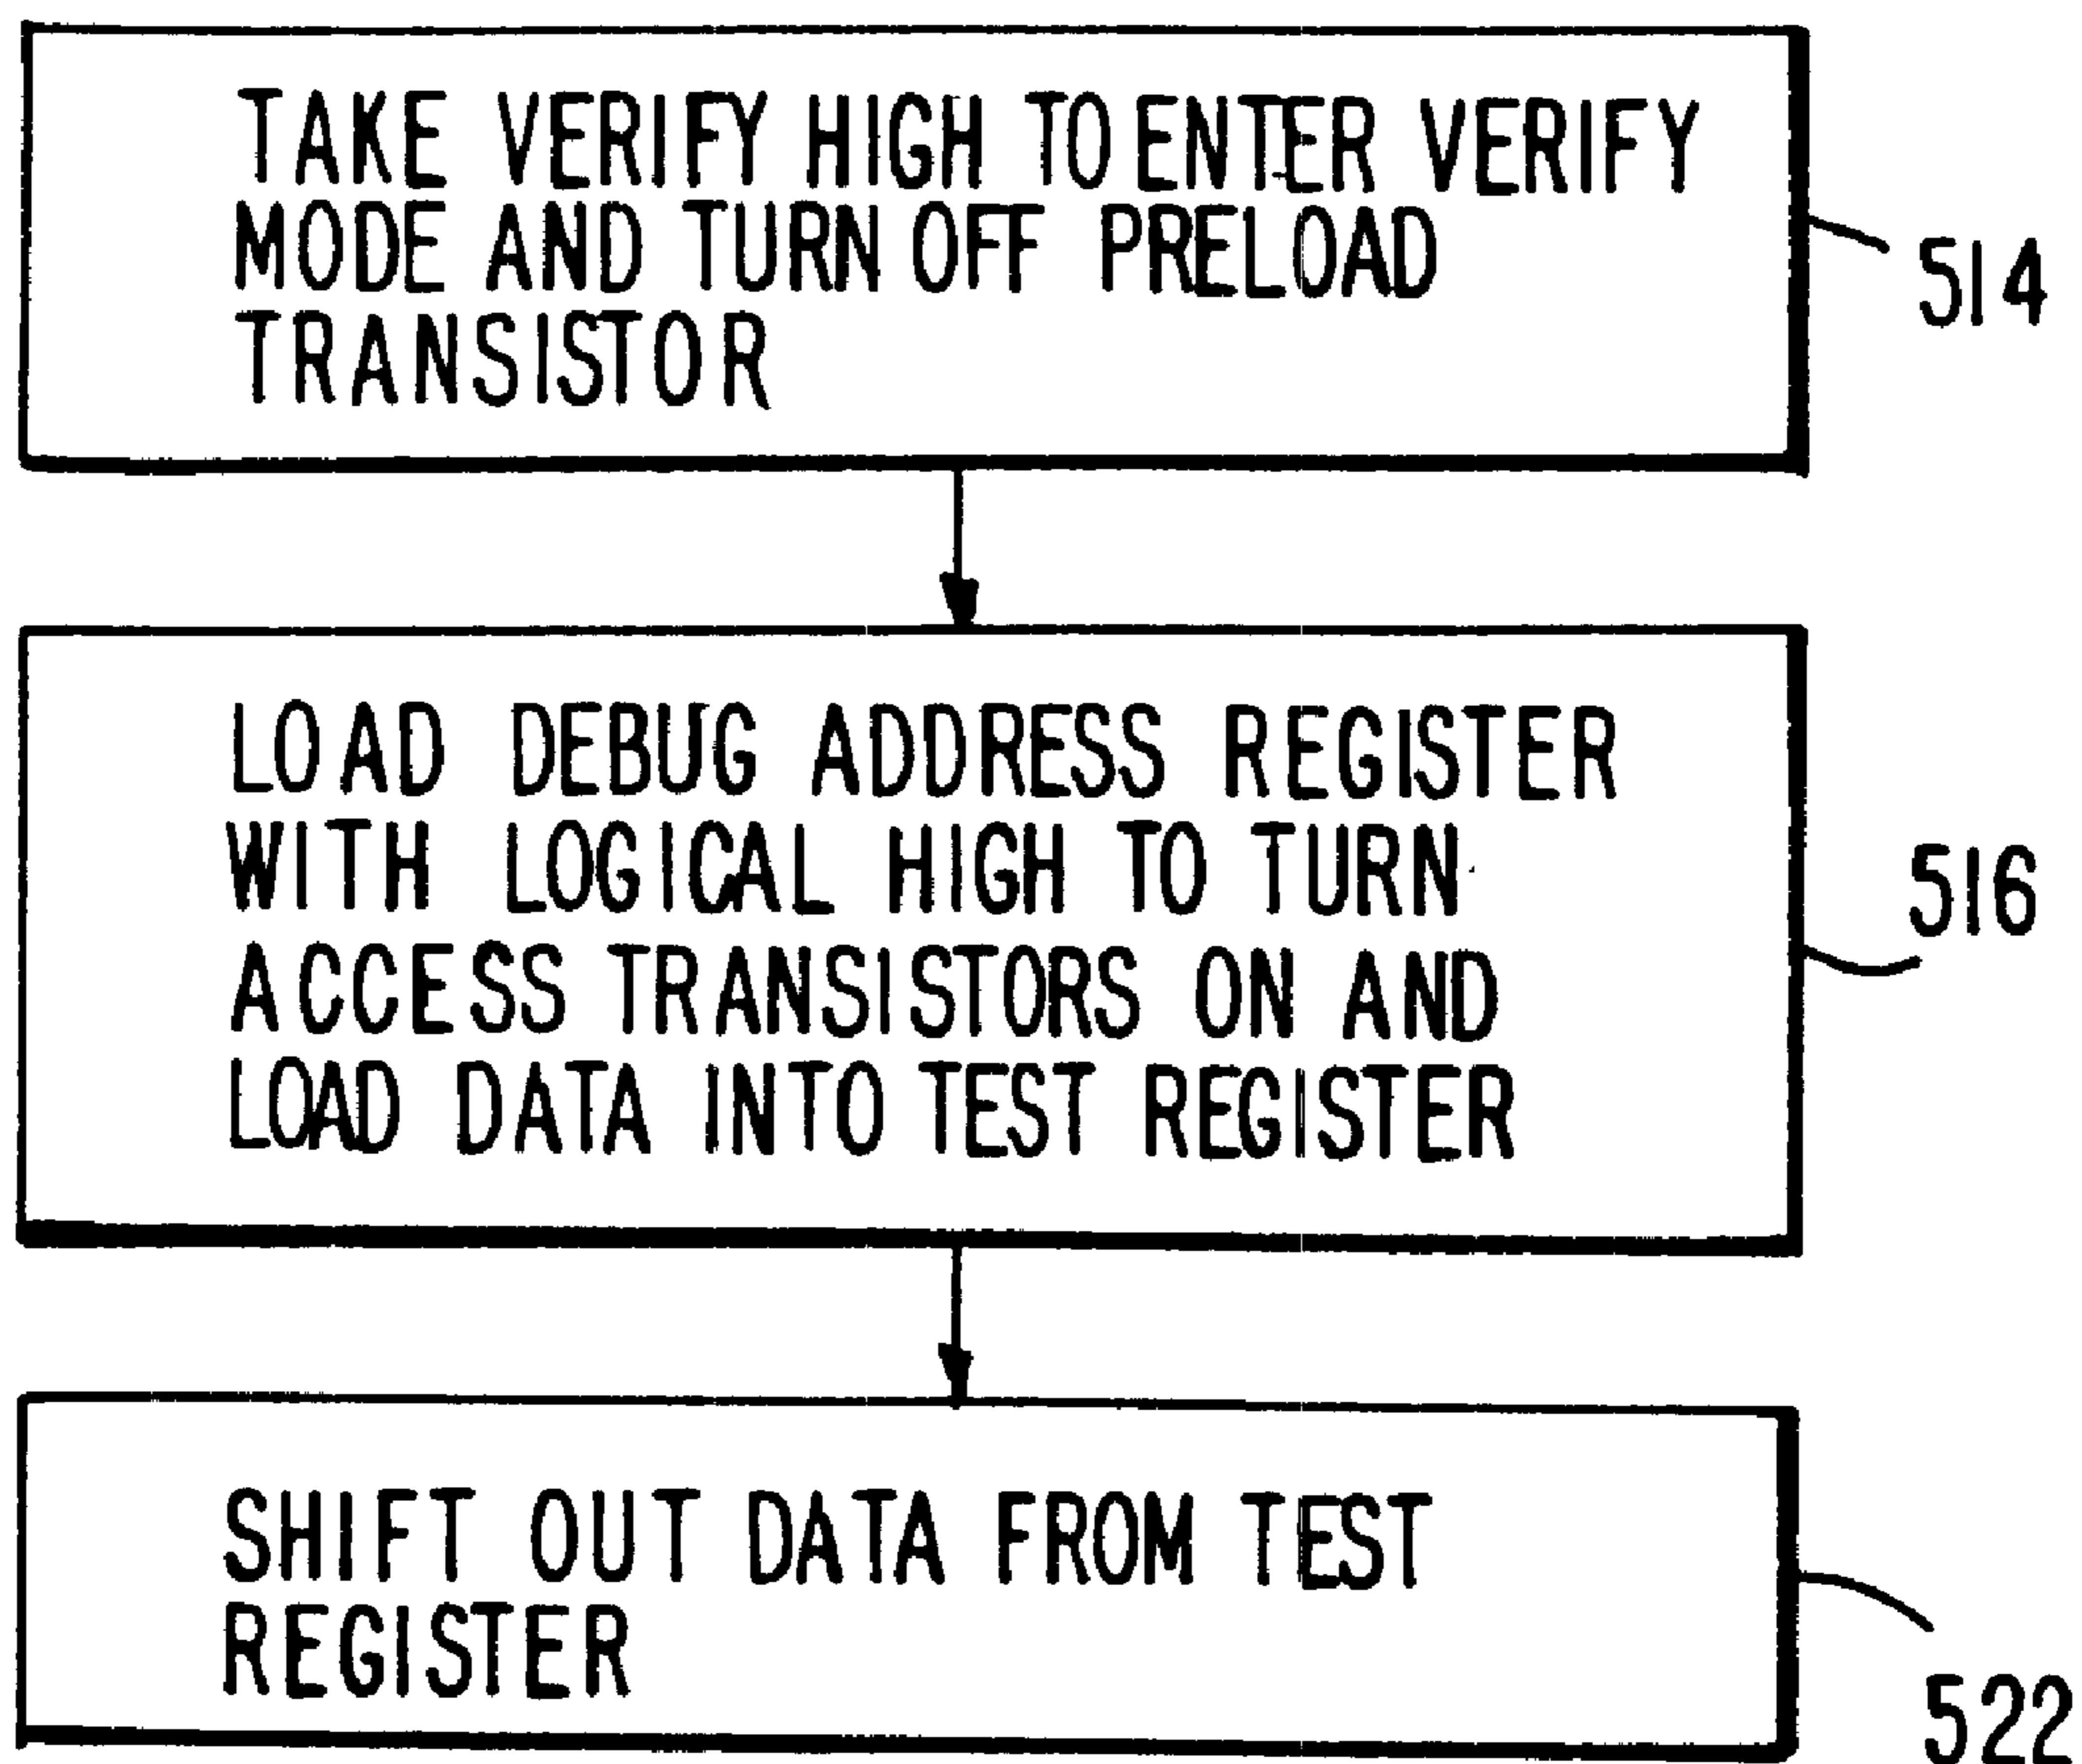 TAKE VERIFY HIGH TO ENTER VERIFY
MODE AND TURN OFF PRELOAD
TRANSISTOR
514
LOAD DEBUG ADDRESS REGISTER
WITH LOGICAL HIGH TO TURN
ACCESS TRANSISTORS ON AND
LOAD DATA INTO TEST REGISTER
516
SHIFT OUT DATA FROM TEST
REGISTER
522